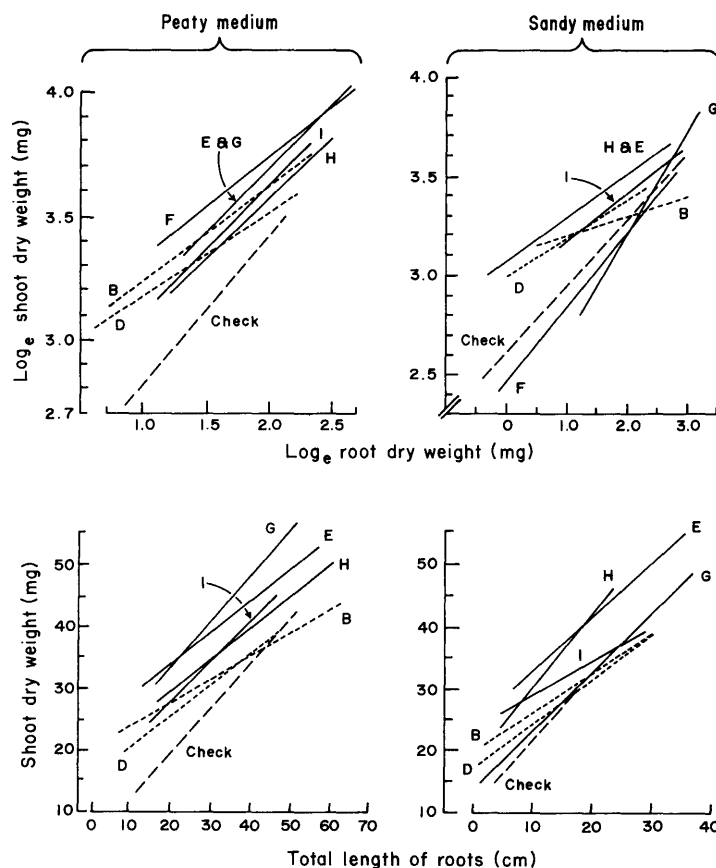 Peaty medium
Sandy medium
Log e shoot dry weight (mg)
4.0
3.5
3.0
2.7
E & G
I
H
F
B
D
Check
1.0
1.5
2.0
2.5
4.0
3.5
3.0
2.5
G
H & E
I
B
D
Check
F
0
1.0
2.0
3.0
Log e root dry weight (mg)
Shoot dry weight (mg)
50
40
30
20
10
G
E
I
H
B
D
Check
0
10
20
30
40
50
60
70
50
40
30
20
10
E
H
G
I
B
D
Check
0
10
20
30
40
Total length of roots (cm)